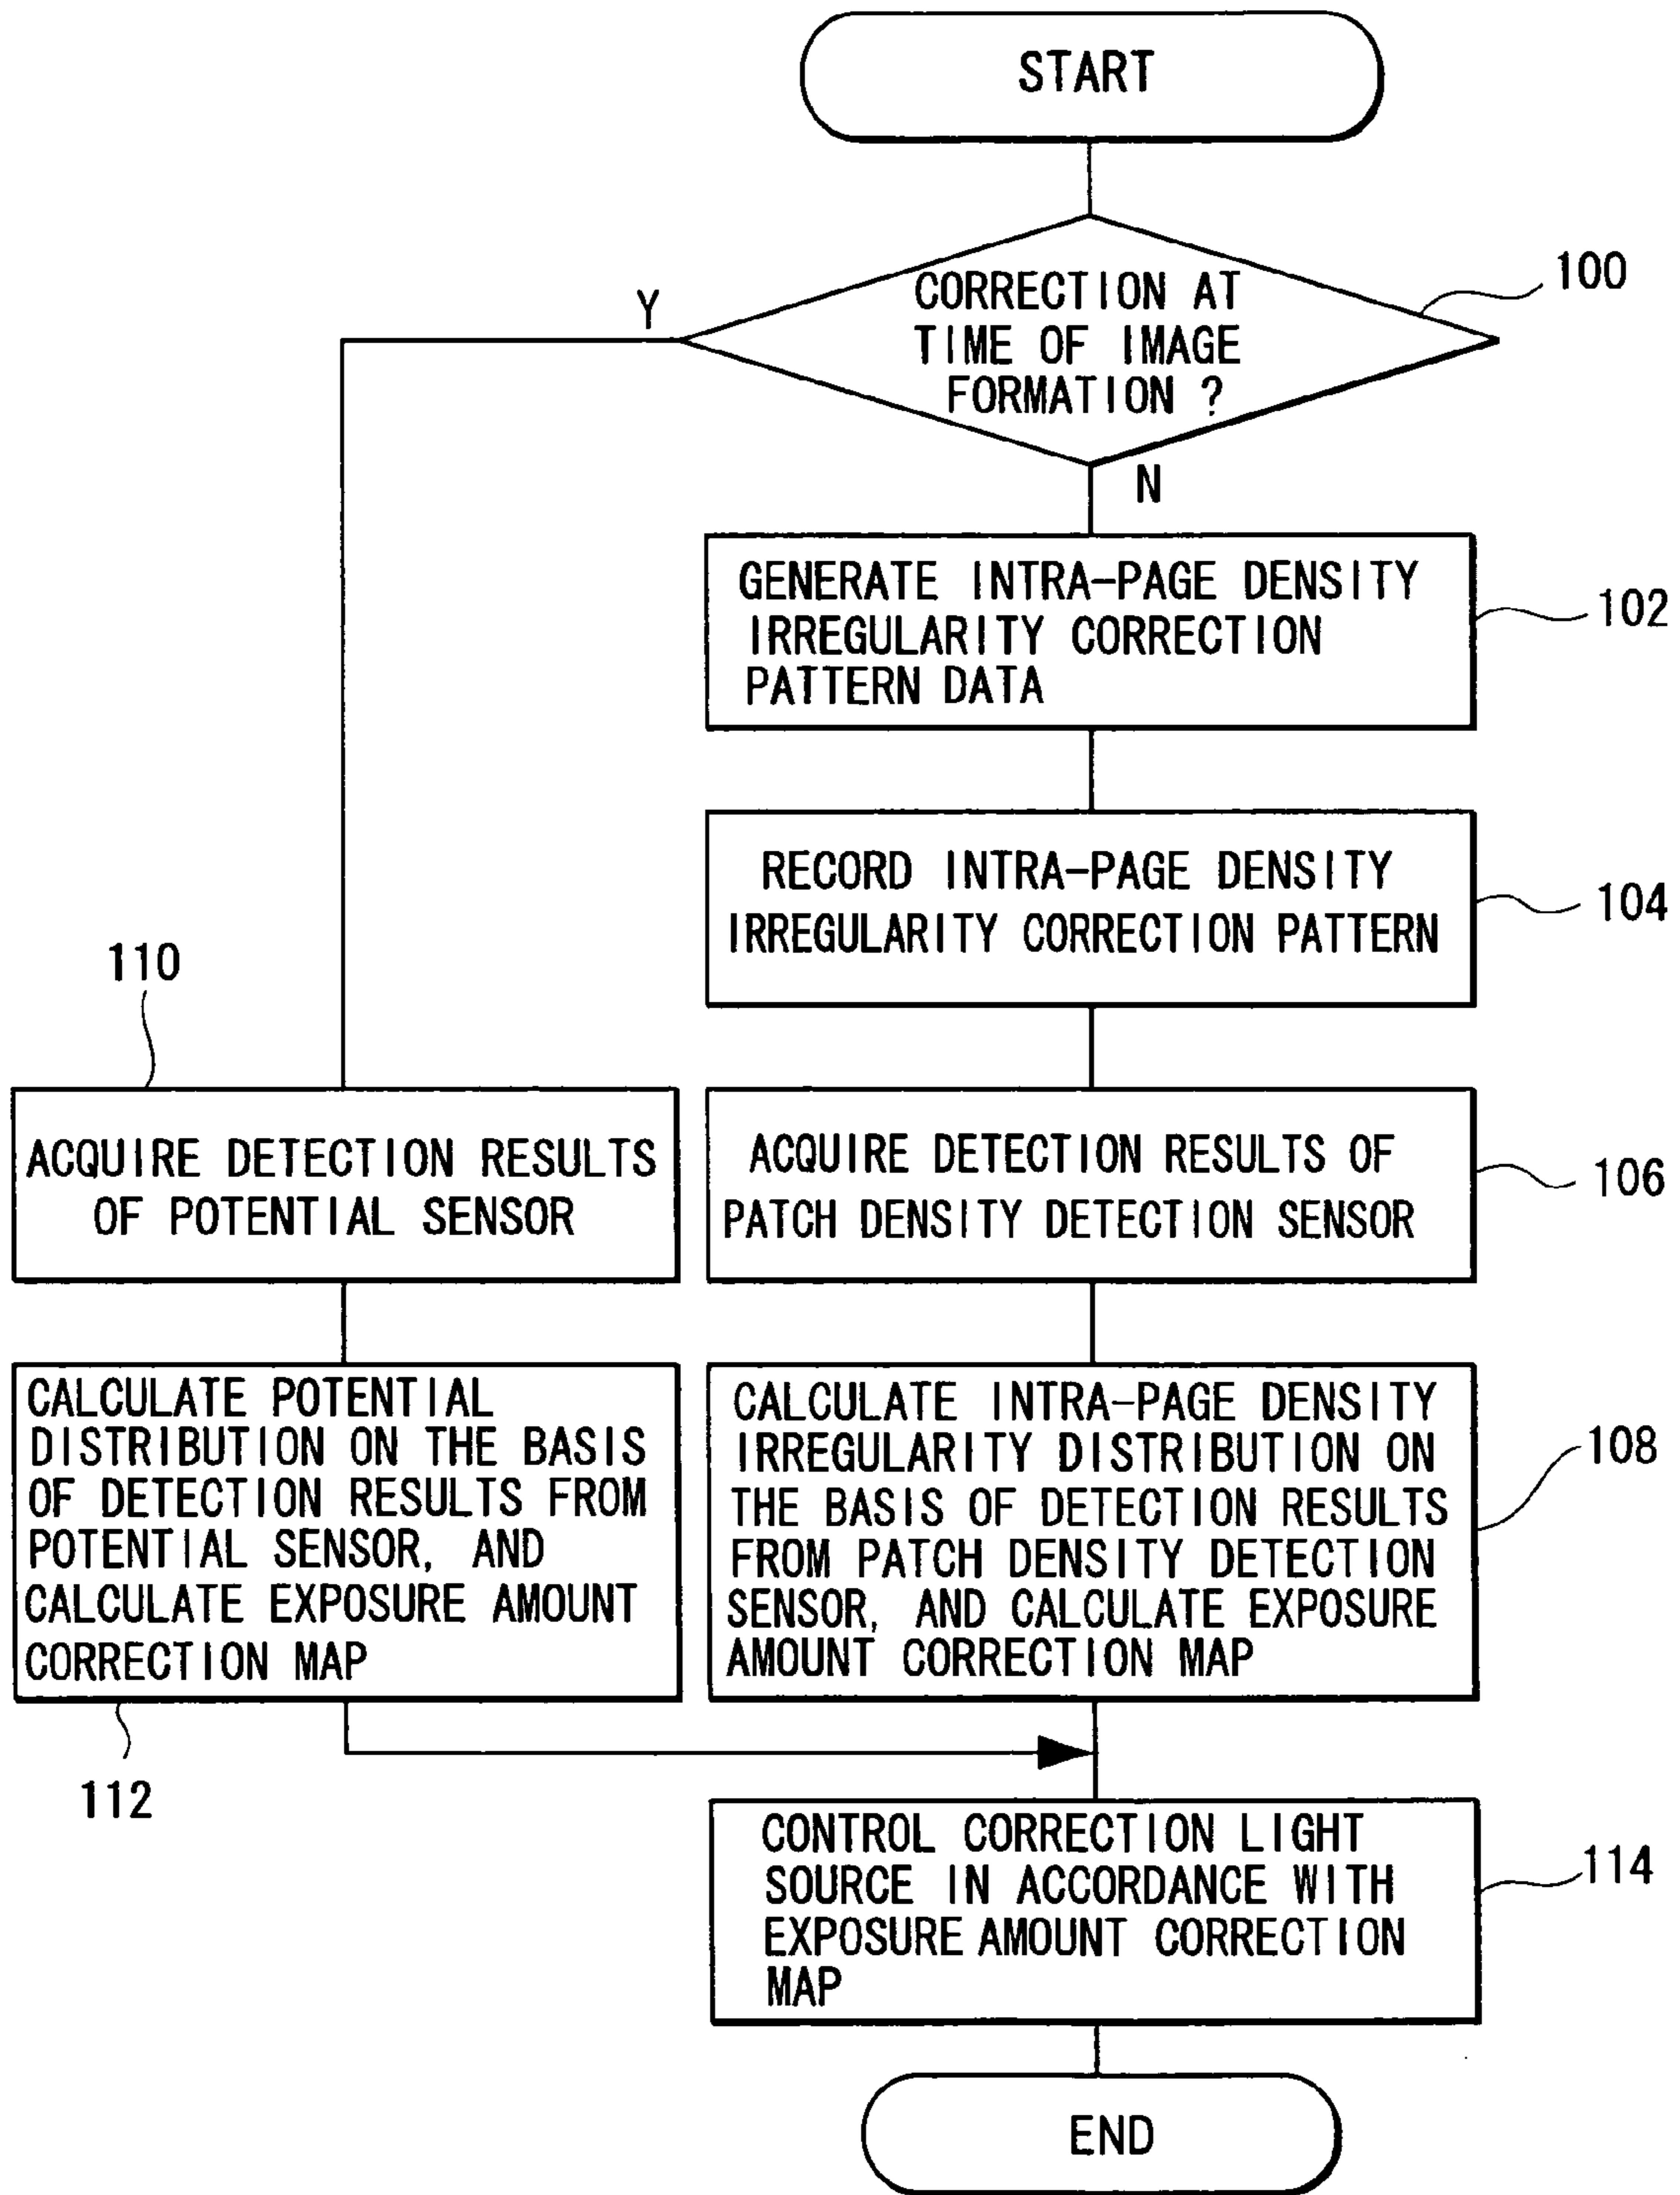 START
CORRECTION AT
TIME OF IMAGE
FORMATION ?
100
Y
N
GENERATE INTRA-PAGE DENSITY
IRREGULARITY CORRECTION
PATTERN DATA
102
RECORD INTRA-PAGE DENSITY
IRREGULARITY CORRECTION PATTERN
104
110
ACQUIRE DETECTION RESULTS
OF POTENTIAL SENSOR
ACQUIRE DETECTION RESULTS OF
PATCH DENSITY DETECTION SENSOR
106
CALCULATE POTENTIAL
DISTRIBUTION ON THE BASIS
OF DETECTION RESULTS FROM
POTENTIAL SENSOR, AND
CALCULATE EXPOSURE AMOUNT
CORRECTION MAP
112
CALCULATE INTRA-PAGE DENSITY
IRREGULARITY DISTRIBUTION ON
THE BASIS OF DETECTION RESULTS
FROM PATCH DENSITY DETECTION
SENSOR, AND CALCULATE EXPOSURE
AMOUNT CORRECTION MAP
108
CONTROL CORRECTION LIGHT
SOURCE IN ACCORDANCE WITH
EXPOSURE AMOUNT CORRECTION
MAP
114
END